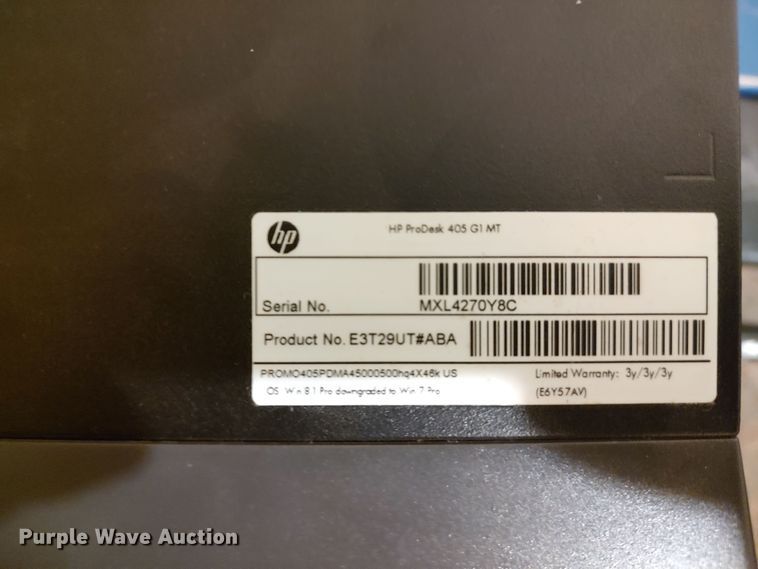 hp
HP ProDesk 405 G1 MT
Serial No. MXL4270Y8C
Product No. E3T29UT#ABA
PROMO405PDMA45000500hq4X46k US
Limited Warranty: 3y/3y/3y
OS Win 8.1 Pro downgraded to Win 7 Pro
(E6Y57AV)
Purple Wave Auction